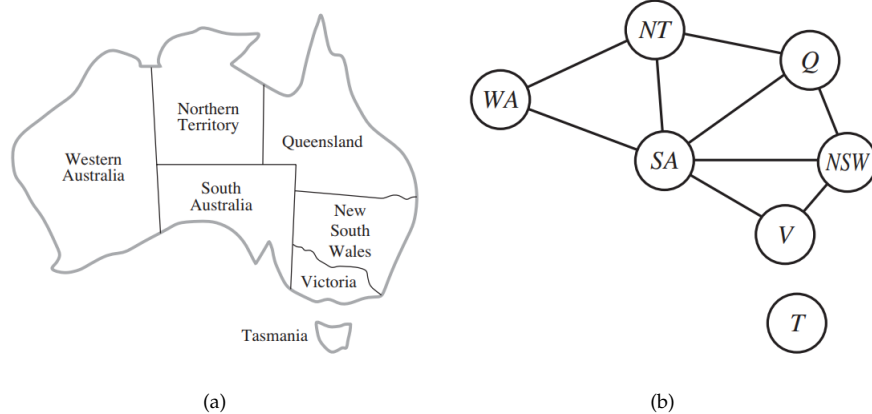 Northern
Territory
Western
Australia
Queensland
South
Australia
New
South
Wales
Victoria
Tasmania
(a)
NT
Q
WA
SA
NSW
V
T
(b)